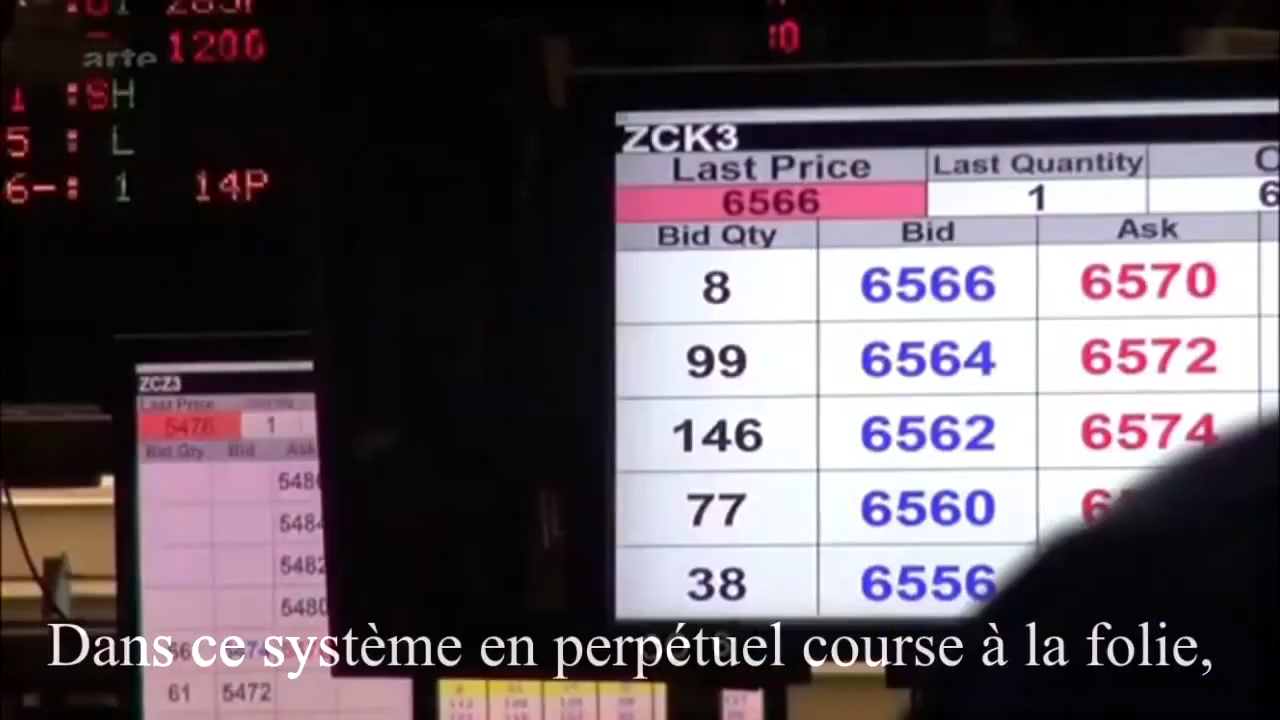 1200
10
arte
1 :SH
5 : L
6-: 1 14P
ZCK3
Last Price Last Quantity
6566 1
Bid Qty Bid Ask
8 6566 6570
99 6564 6572
146 6562 6574
77 6560
38 6556
ZCZ3
Last Price
5476 1
Bid Qty Bid Ask
5484
5482
5480
61 5472
Dans ce système en perpétuel course à la folie,